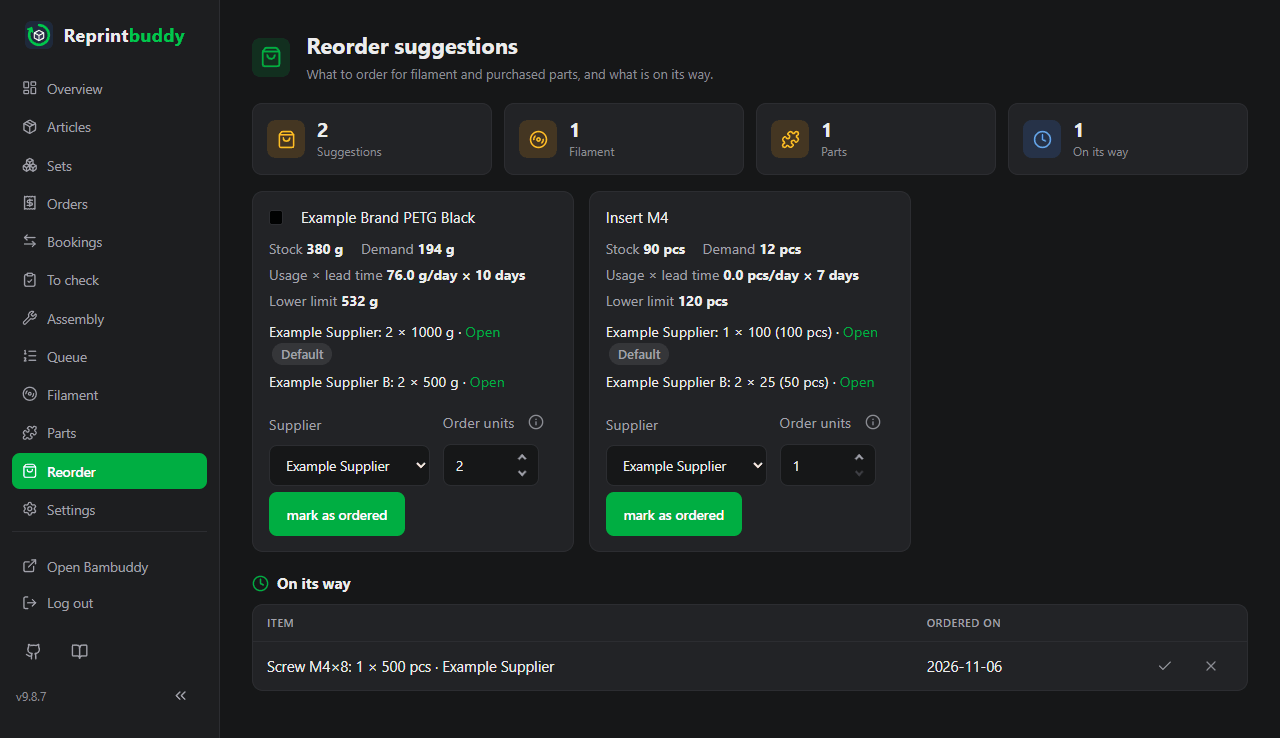 Reprintbuddy
Overview
Articles
Sets
Orders
Bookings
To check
Assembly
Queue
Filament
Parts
Reorder
Settings
Open Bambuddy
Log out
v9.8.7
Reorder suggestions
What to order for filament and purchased parts, and what is on its way.
2
Suggestions
1
Filament
1
Parts
1
On its way
Example Brand PETG Black
Stock 380 g Demand 194 g
Usage × lead time 76.0 g/day × 10 days
Lower limit 532 g
Example Supplier: 2 × 1000 g · Open
Default
Example Supplier B: 2 × 500 g · Open
Supplier Order units
Example Supplier 2
mark as ordered
Insert M4
Stock 90 pcs Demand 12 pcs
Usage × lead time 0.0 pcs/day × 7 days
Lower limit 120 pcs
Example Supplier: 1 × 100 (100 pcs) · Open
Default
Example Supplier B: 2 × 25 (50 pcs) · Open
Supplier Order units
Example Supplier 1
mark as ordered
On its way
ITEM ORDERED ON
Screw M4×8: 1 × 500 pcs · Example Supplier 2026-11-06